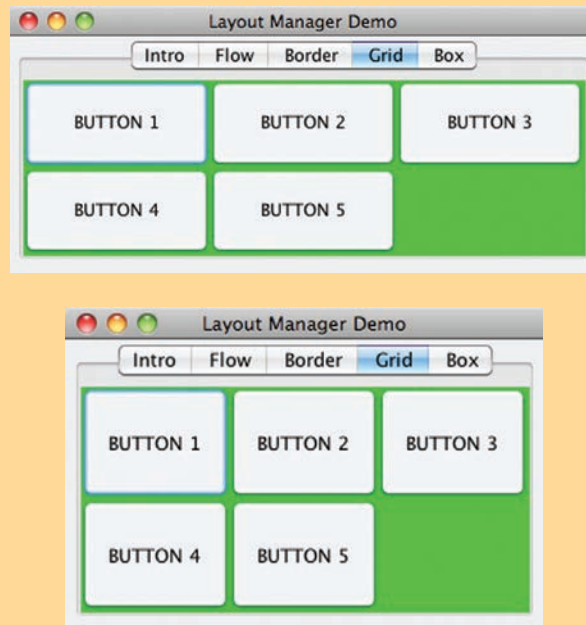 Layout Manager Demo
Intro Flow Border Grid Box
BUTTON 1 BUTTON 2 BUTTON 3
BUTTON 4 BUTTON 5
Layout Manager Demo
Intro Flow Border Grid Box
BUTTON 1 BUTTON 2 BUTTON 3
BUTTON 4 BUTTON 5